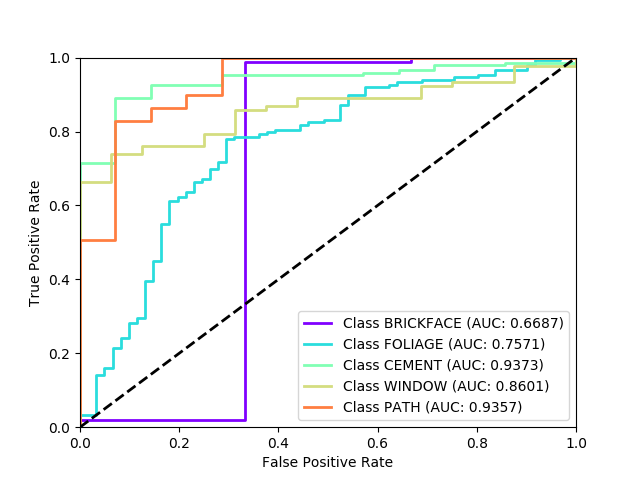 1.0
0.8
0.6
0.4
0.2
0.0
True Positive Rate
Class BRICKFACE (AUC: 0.6687)
Class FOLIAGE (AUC: 0.7571)
Class CEMENT (AUC: 0.9373)
Class WINDOW (AUC: 0.8601)
Class PATH (AUC: 0.9357)
0.0 0.2 0.4 0.6 0.8 1.0
False Positive Rate